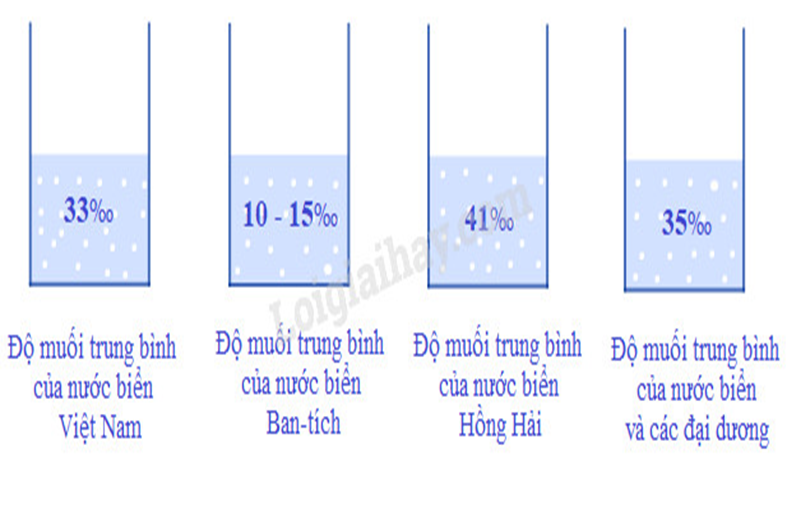 33‰
10 - 15‰
41‰
35‰
Loigiaihay.com
Độ muối trung bình
của nước biển
Việt Nam
Độ muối trung bình
của nước biển
Ban-tích
Độ muối trung bình
của nước biển
Hồng Hải
Độ muối trung bình
của nước biển
và các đại dương